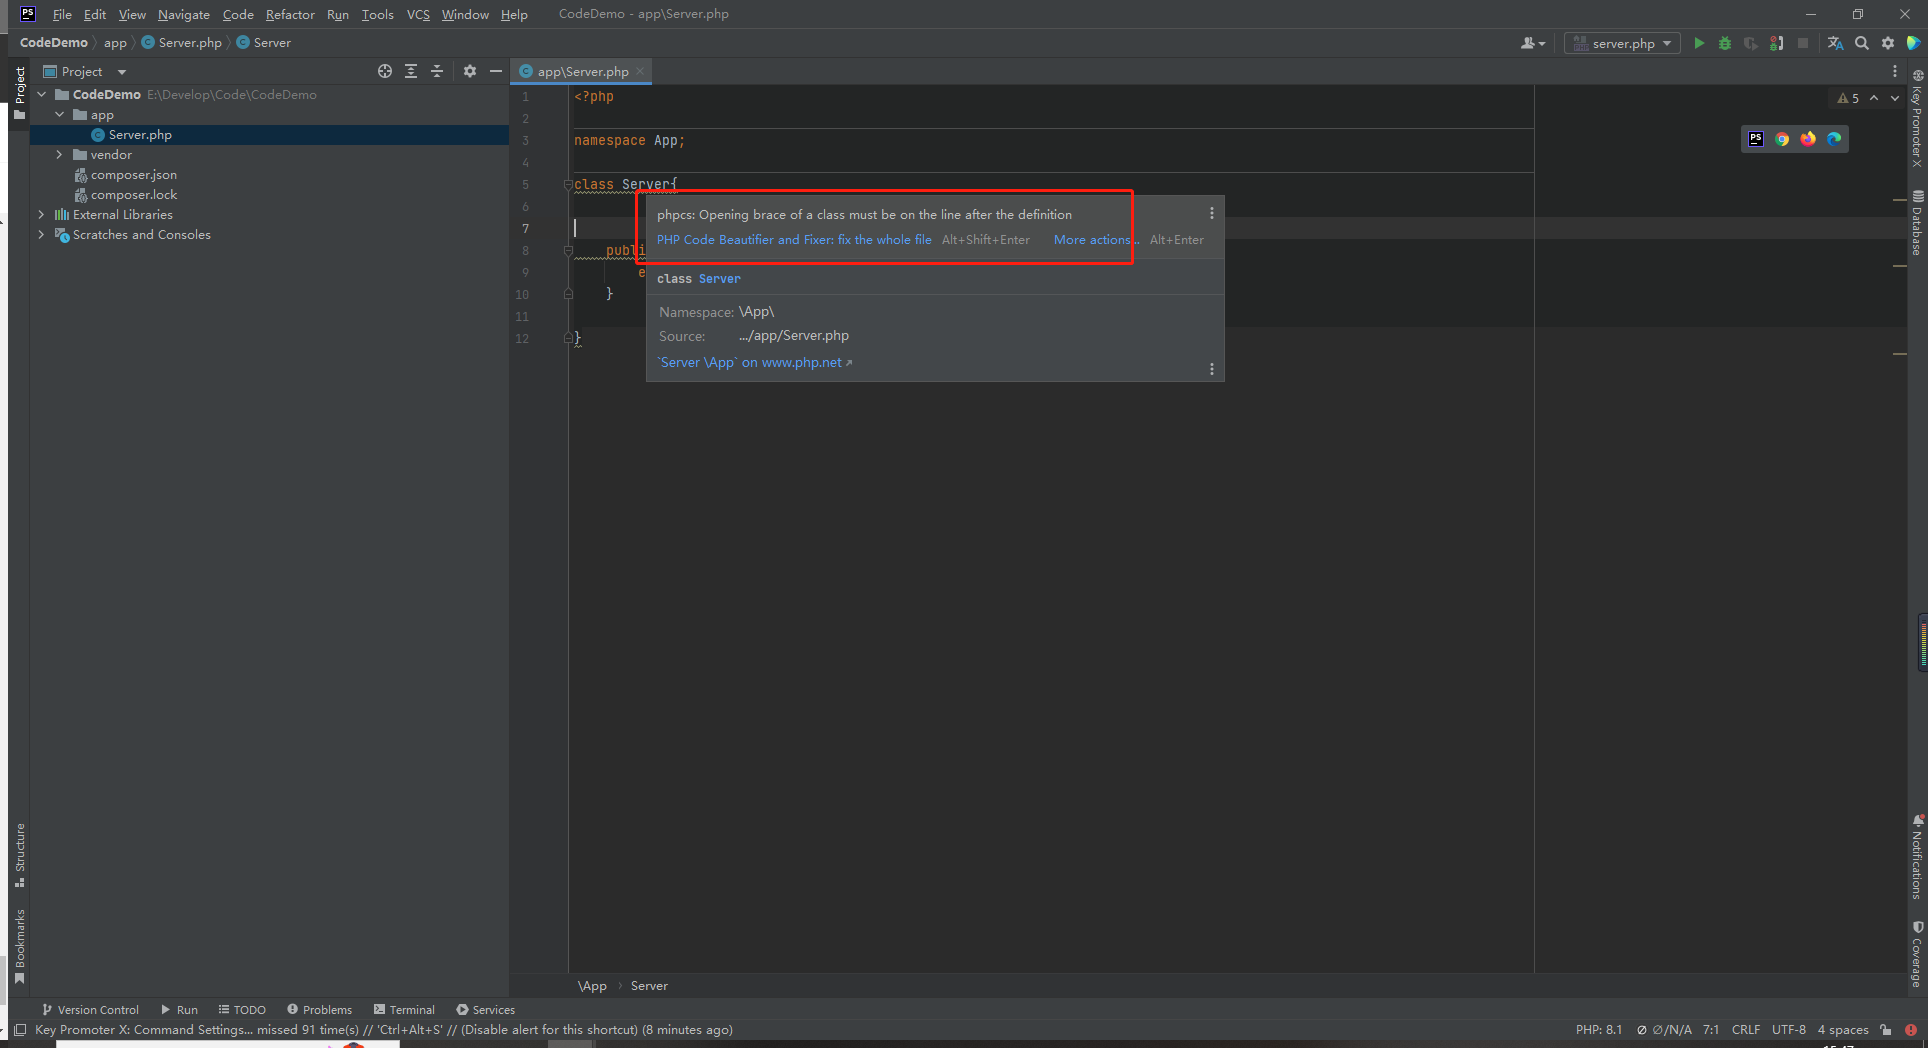 PS File Edit View Navigate Code Refactor Run Tools VCS Window Help CodeDemo - app\Server.php
CodeDemo app Server.php Server
server.php
Project
Project
app\Server.php
CodeDemo E:\Develop\Code\CodeDemo
app
Server.php
vendor
composer.json
composer.lock
External Libraries
Scratches and Consoles
1 <?php
2
3 namespace App;
4
5 class Server{
6
7
8 publi
9 e
10 }
11
12 }
5
PS
phpcs: Opening brace of a class must be on the line after the definition
PHP Code Beautifier and Fixer: fix the whole file Alt+Shift+Enter More actions... Alt+Enter
class Server
Namespace: \App\
Source: .../app/Server.php
`Server \App` on www.php.net
Key Promoter X
Database
Notifications
Coverage
Structure
Bookmarks
\App Server
Version Control Run TODO Problems Terminal Services
Key Promoter X: Command Settings... missed 91 time(s) // 'Ctrl+Alt+S' // (Disable alert for this shortcut) (8 minutes ago)
PHP: 8.1 ∅/N/A 7:1 CRLF UTF-8 4 spaces